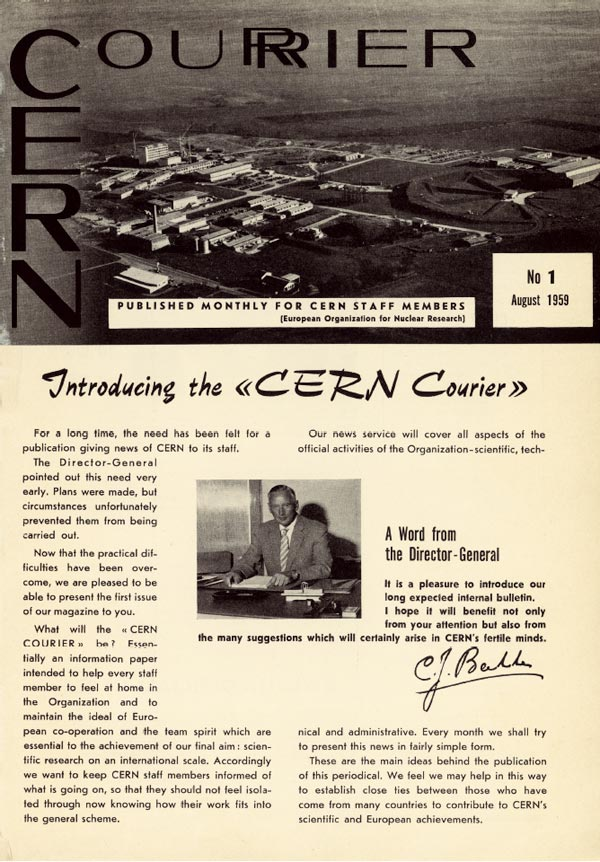 CERN
COURRIER
PUBLISHED MONTHLY FOR CERN STAFF MEMBERS
(European Organization for Nuclear Research)
No 1
August 1959
Introducing the «CERN Courier»
For a long time, the need has been felt for a
publication giving news of CERN to its staff.
The Director-General
pointed out this need very
early. Plans were made, but
circumstances unfortunately
prevented them from being
carried out.
Now that the practical dif-
ficulties have been over-
come, we are pleased to be
able to present the first issue
of our magazine to you.
What will the «CERN
COURIER» be? Essen-
tially an information paper
intended to help every staff
member to feel at home in
the Organization and to
maintain the ideal of Euro-
pean co-operation and the team spirit which are
essential to the achievement of our final aim: scien-
tific research on an international scale. Accordingly
we want to keep CERN staff members informed of
what is going on, so that they should not feel isola-
ted through now knowing how their work fits into
the general scheme.
Our news service will cover all aspects of the
official activities of the Organization-scientific, tech-
A Word from
the Director-General
It is a pleasure to introduce our
long expected internal bulletin.
I hope it will benefit not only
from your attention but also from
the many suggestions which will certainly arise in CERN's fertile minds.
C.J. Bakker
nical and administrative. Every month we shall try
to present this news in fairly simple form.
These are the main ideas behind the publication
of this periodical. We feel we may help in this way
to establish close ties between those who have
come from many countries to contribute to CERN's
scientific and European achievements.